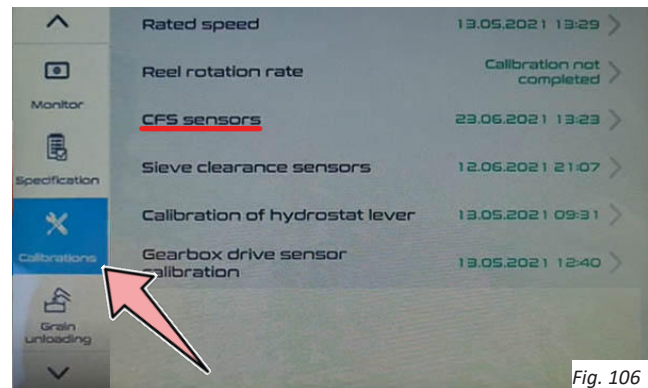 Rated speed 13.05.2021 13:29
Reel rotation rate Calibration not
completed
Monitor
CFS sensors 23.06.2021 13:23
Sieve clearance sensors 12.06.2021 21:07
Specification
Calibration of hydrostat lever 13.05.2021 09:31
Calibrations
Gearbox drive sensor
calibration 13.05.2021 12:40
Grain
unloading
Fig. 106